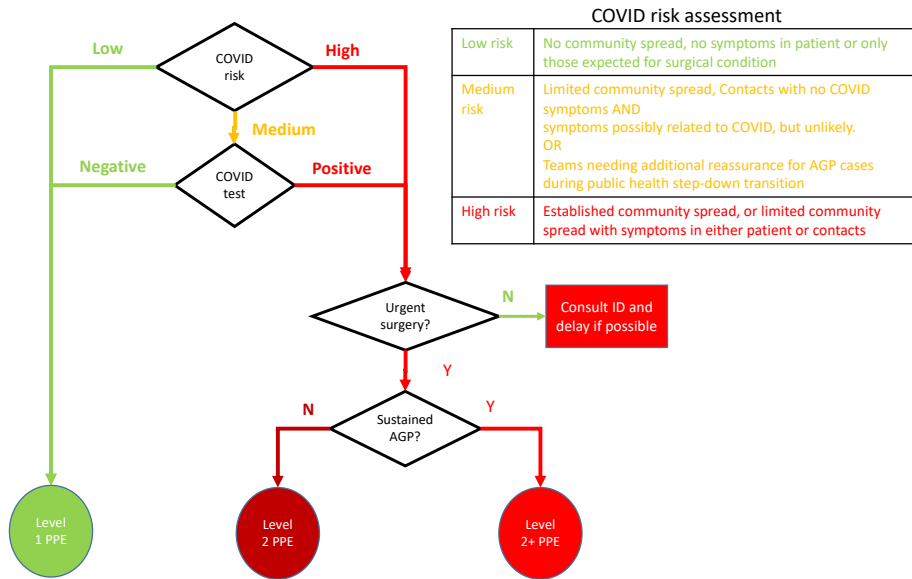 COVID risk assessment
Low
COVID
risk
High
Medium
Negative
COVID
test
Positive
Low risk
No community spread, no symptoms in patient or only
those expected for surgical condition
Medium
risk
Limited community spread, Contacts with no COVID
symptoms AND
symptoms possibly related to COVID, but unlikely.
OR
Teams needing additional reassurance for AGP cases
during public health step-down transition
High risk
Established community spread, or limited community
spread with symptoms in either patient or contacts
Urgent
surgery?
N
Consult ID and
delay if possible
Y
N
Sustained
AGP?
Y
Level
1 PPE
Level
2 PPE
Level
2+ PPE